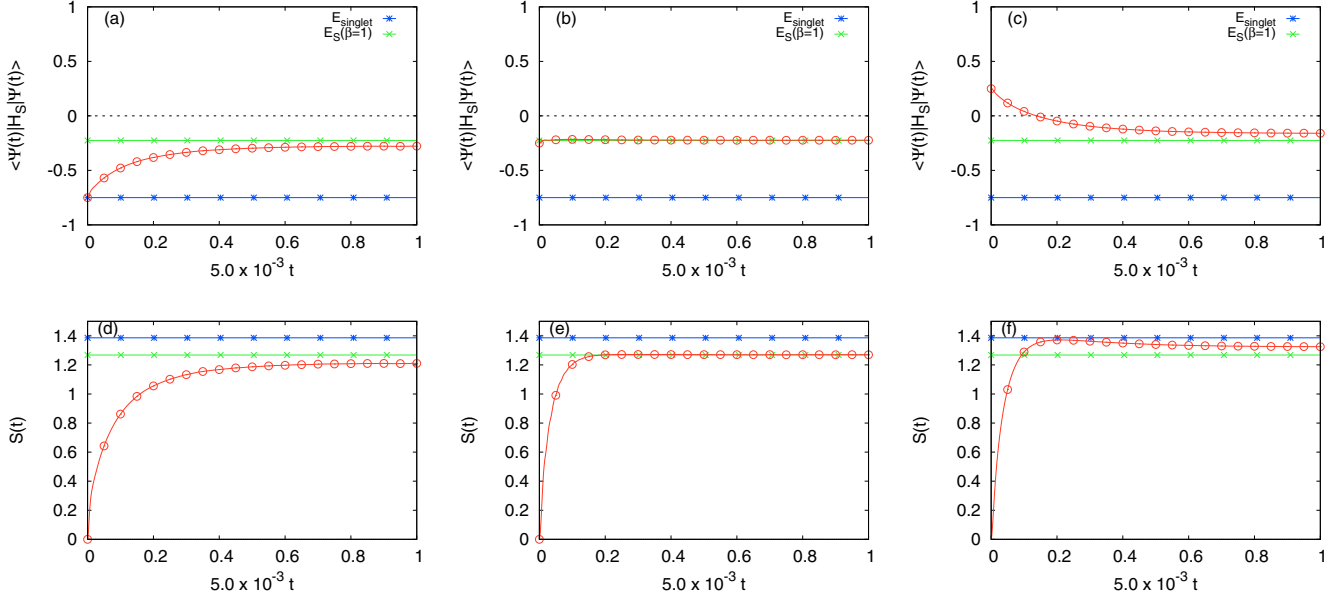 (a)
E_singlet
E_S(β=1)
<Ψ(t)|H_S|Ψ(t)>
1
0.5
0
-0.5
-1
0 0.2 0.4 0.6 0.8 1
5.0 x 10^-3 t
(b)
E_singlet
E_S(β=1)
<Ψ(t)|H_S|Ψ(t)>
1
0.5
0
-0.5
-1
0 0.2 0.4 0.6 0.8 1
5.0 x 10^-3 t
(c)
E_singlet
E_S(β=1)
<Ψ(t)|H_S|Ψ(t)>
1
0.5
0
-0.5
-1
0 0.2 0.4 0.6 0.8 1
5.0 x 10^-3 t
(d)
S(t)
1.4
1.2
1
0.8
0.6
0.4
0.2
0
0 0.2 0.4 0.6 0.8 1
5.0 x 10^-3 t
(e)
S(t)
1.4
1.2
1
0.8
0.6
0.4
0.2
0
0 0.2 0.4 0.6 0.8 1
5.0 x 10^-3 t
(f)
S(t)
1.4
1.2
1
0.8
0.6
0.4
0.2
0
0 0.2 0.4 0.6 0.8 1
5.0 x 10^-3 t